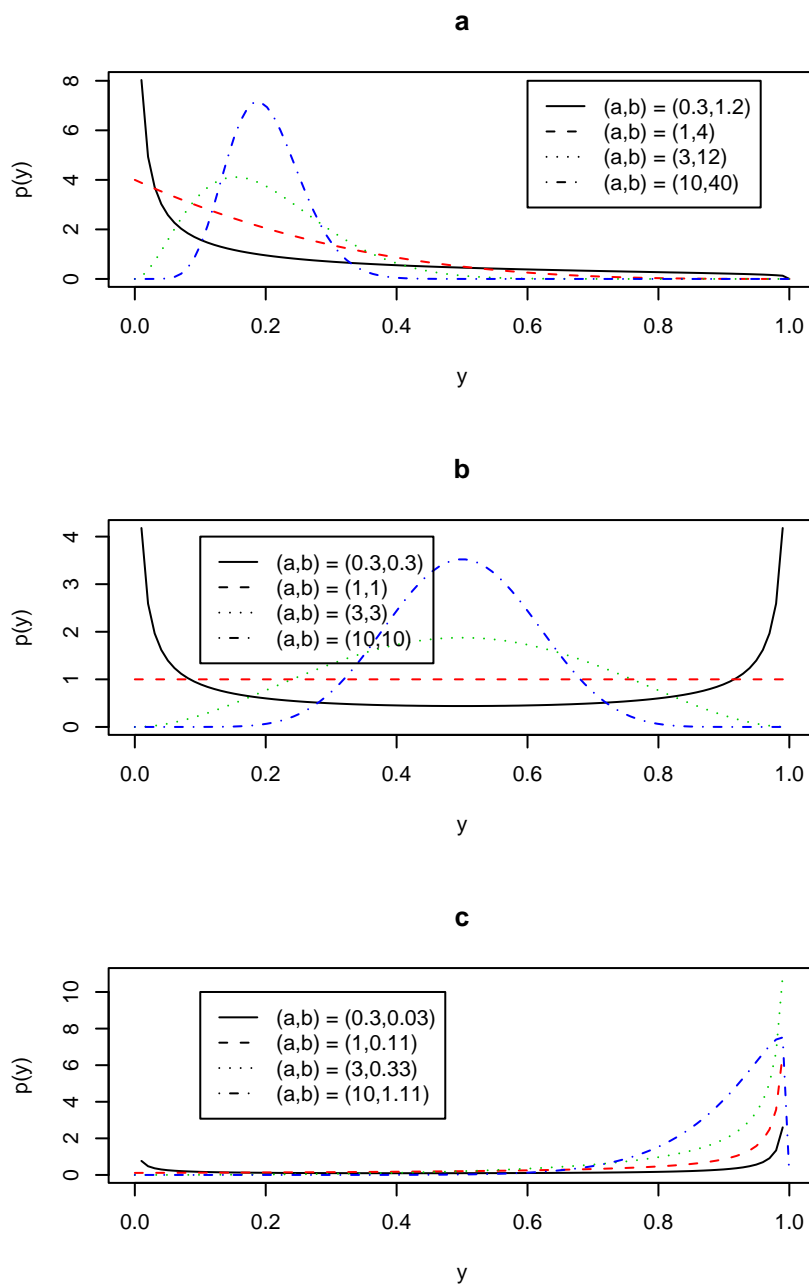 a
p(y)
8
6
4
2
0
(a,b) = (0.3,1.2)
(a,b) = (1,4)
(a,b) = (3,12)
(a,b) = (10,40)
0.0 0.2 0.4 0.6 0.8 1.0
y
b
p(y)
4
3
2
1
0
(a,b) = (0.3,0.3)
(a,b) = (1,1)
(a,b) = (3,3)
(a,b) = (10,10)
0.0 0.2 0.4 0.6 0.8 1.0
y
c
p(y)
10
8
6
4
2
0
(a,b) = (0.3,0.03)
(a,b) = (1,0.11)
(a,b) = (3,0.33)
(a,b) = (10,1.11)
0.0 0.2 0.4 0.6 0.8 1.0
y